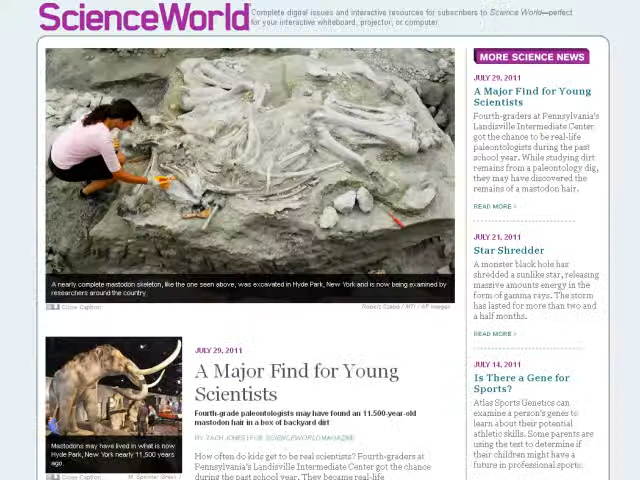 ScienceWorld
Complete digital issues and interactive resources for subscribers to Science World—perfect
for your interactive whiteboard, projector, or computer
A nearly complete mastodon skeleton, like the one seen above, was excavated in Hyde Park, New York and is now being examined by
researchers around the country.
Close Caption
MORE SCIENCE NEWS
JULY 29, 2011
A Major Find for Young
Scientists
Fourth-graders at Pennsylvania's
Landisville Intermediate Center
got the chance to be real-life
paleontologists during the past
school year. While studying dirt
remains from a paleontology dig,
they may have discovered the
remains of a mastodon hair.
READ MORE >
JULY 21, 2011
Star Shredder
A monster black hole has
shredded a sunlike star, releasing
massive amounts energy in the
form of gamma rays. The storm
has lasted for more than two and
a half months.
READ MORE >
JULY 14, 2011
Is There a Gene for
Sports?
Atlas Sports Genetics can
examine a person's genes to
learn about their potential
athletic skills. Some parents are
using the test to determine if
their children might have a
future in professional sports.
Mastodons may have lived in what is now
Hyde Park, New York nearly 11,500 years
ago.
Close Caption
JULY 29, 2011
A Major Find for Young
Scientists
Fourth-grade paleontologists may have found an 11,500-year-old
mastodon hair in a box of backyard dirt
BY ZACH JONES | FOR SCIENCE WORLD MAGAZINE
How often do kids get to be real scientists? Fourth-graders at
Pennsylvania's Landisville Intermediate Center got the chance
during the past school year. They became real-life